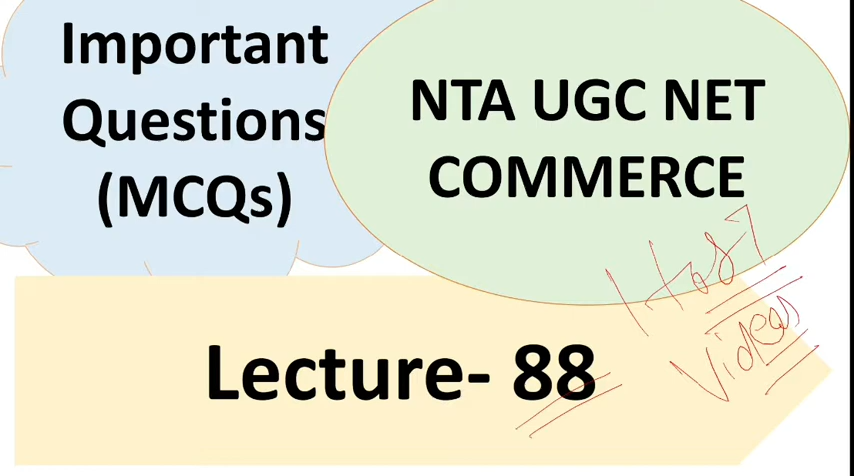 Important
Questions
(MCQs)
NTA UGC NET
COMMERCE
Lecture- 88
Videos